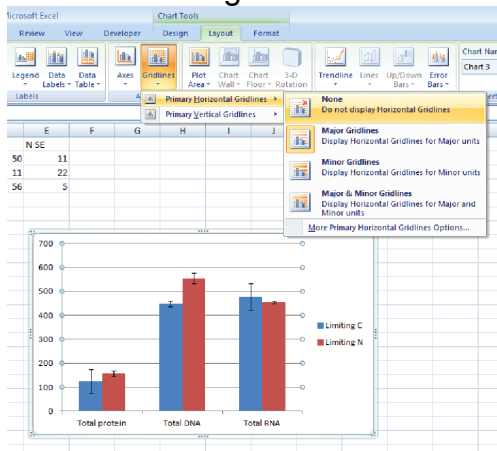 Microsoft Excel
Chart Tools
Review View Developer Design Layout Format
Legend Data Labels Data Table Axes Gridlines Plot Area Chart Wall Chart Floor 3-D Rotation Trendline Lines Up/Down Bars Error Bars
Chart Nam
Chart 3
Labels
Primary Horizontal Gridlines
Primary Vertical Gridlines
None
Do not display Horizontal Gridlines
Major Gridlines
Display Horizontal Gridlines for Major units
Minor Gridlines
Display Horizontal Gridlines for Minor units
Major & Minor Gridlines
Display Horizontal Gridlines for Major and
Minor units
More Primary Horizontal Gridlines Options...
E F G H I J
N SE
50 11
11 22
56 5
700
600
500
400
300
200
100
0
Total protein Total DNA Total RNA
Limiting C
Limiting N